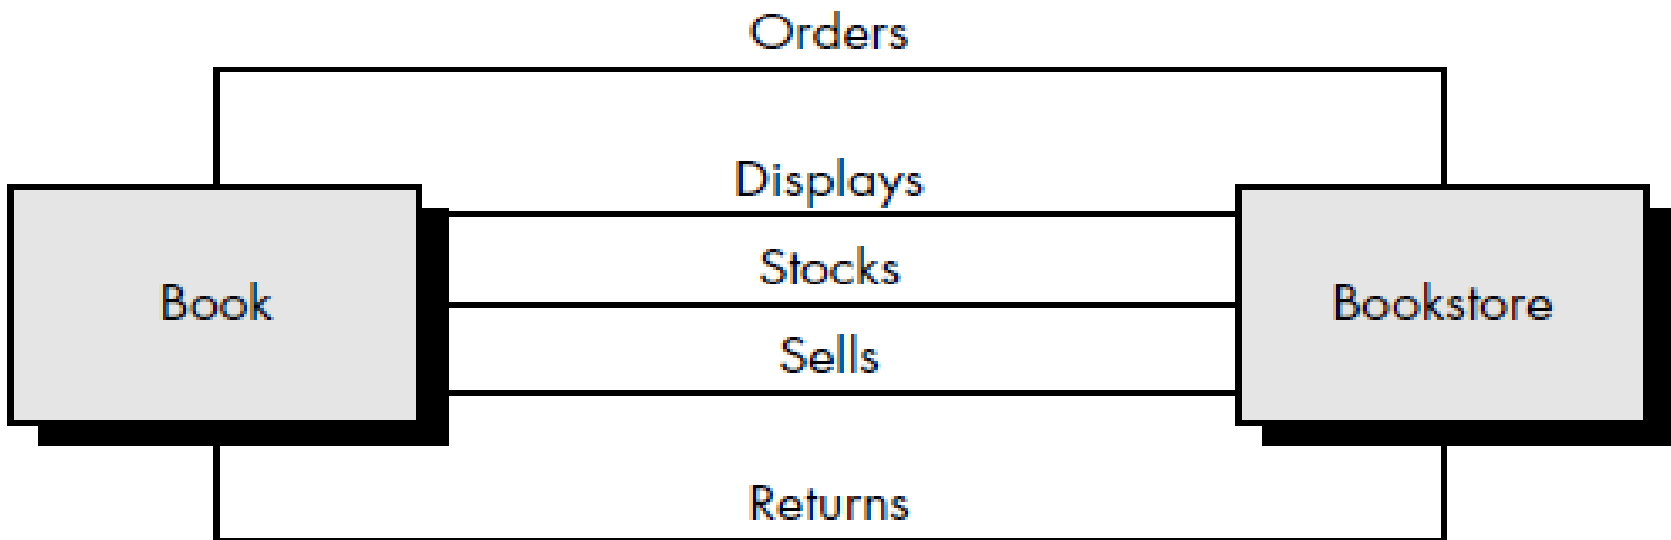 Orders
Displays
Stocks
Book
Bookstore
Sells
Returns